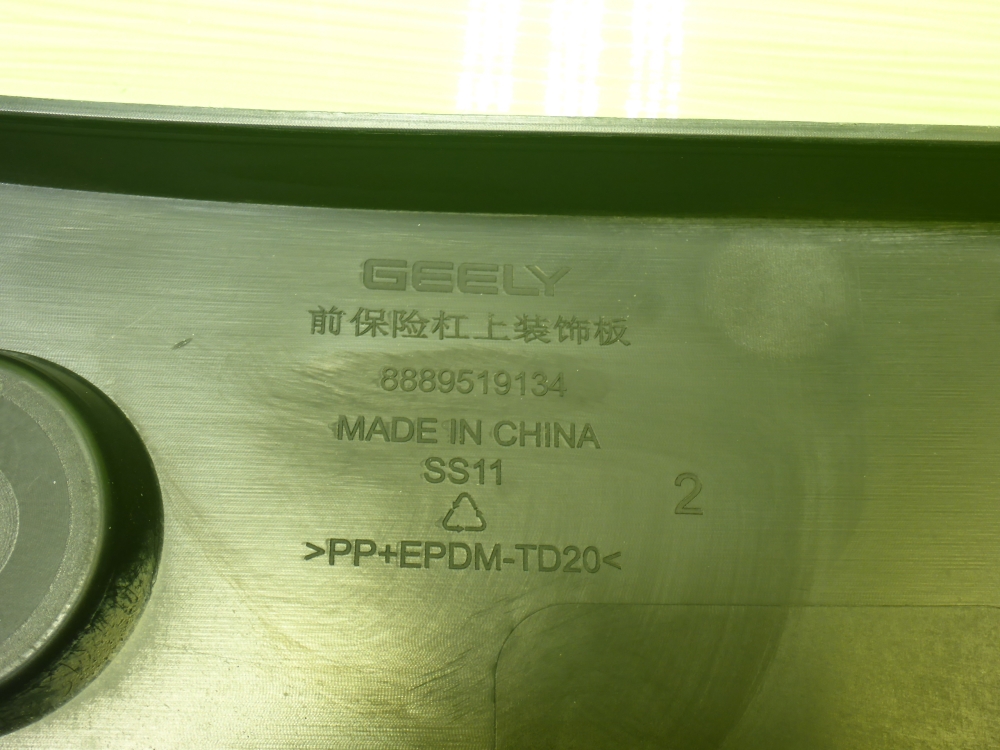 GEELY
前保险杠上装饰板
8889519134
MADE IN CHINA
SS11
2
>PP+EPDM-TD20<